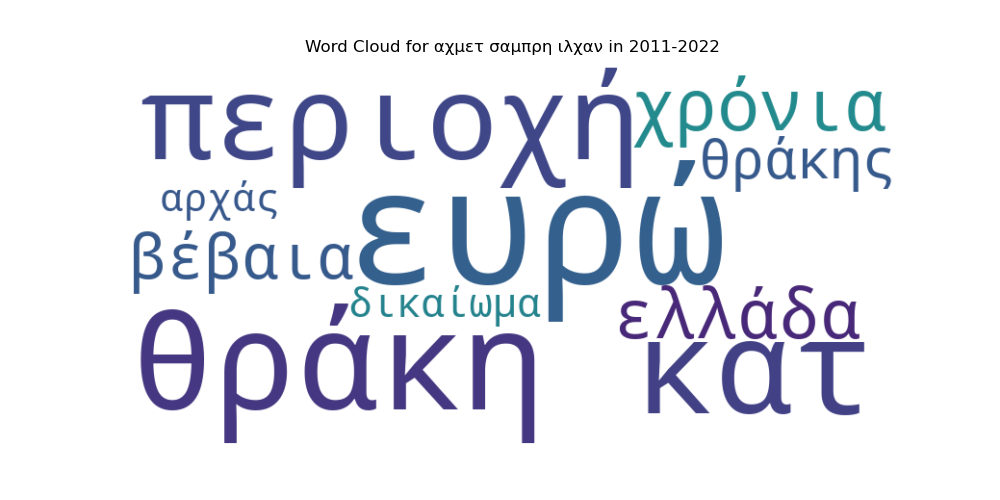 Word Cloud for αχμετ σαμπρη ιλχαν in 2011-2022
περιοχή
χρόνια
θράκης
αρχάς
ευρώ
βέβαια
δικαίωμα
ελλάδα
θράκη
κατ